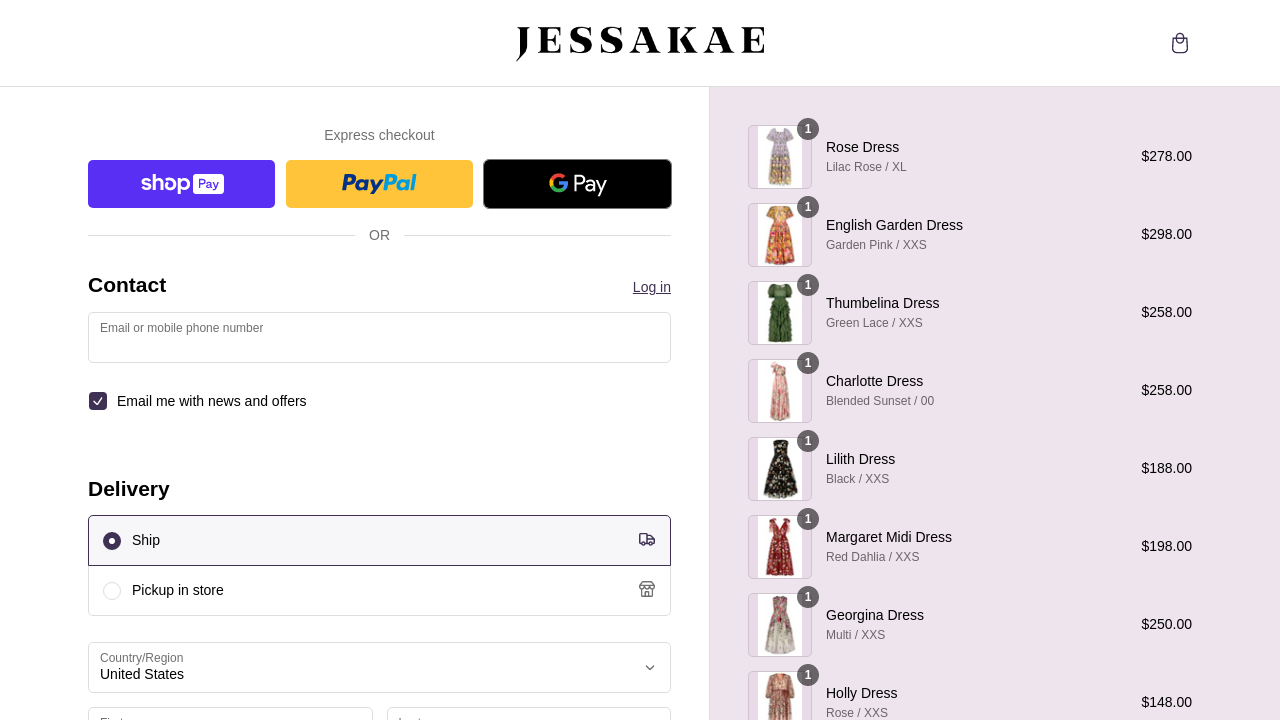 JESSAKAE
Express checkout
shop Pay
PayPal
G Pay
OR
Contact
Log in
Email or mobile phone number
Email me with news and offers
Delivery
Ship
Pickup in store
Country/Region
United States
1
Rose Dress
Lilac Rose / XL
$278.00
1
English Garden Dress
Garden Pink / XXS
$298.00
1
Thumbelina Dress
Green Lace / XXS
$258.00
1
Charlotte Dress
Blended Sunset / 00
$258.00
1
Lilith Dress
Black / XXS
$188.00
1
Margaret Midi Dress
Red Dahlia / XXS
$198.00
1
Georgina Dress
Multi / XXS
$250.00
1
Holly Dress
Rose / XXS
$148.00